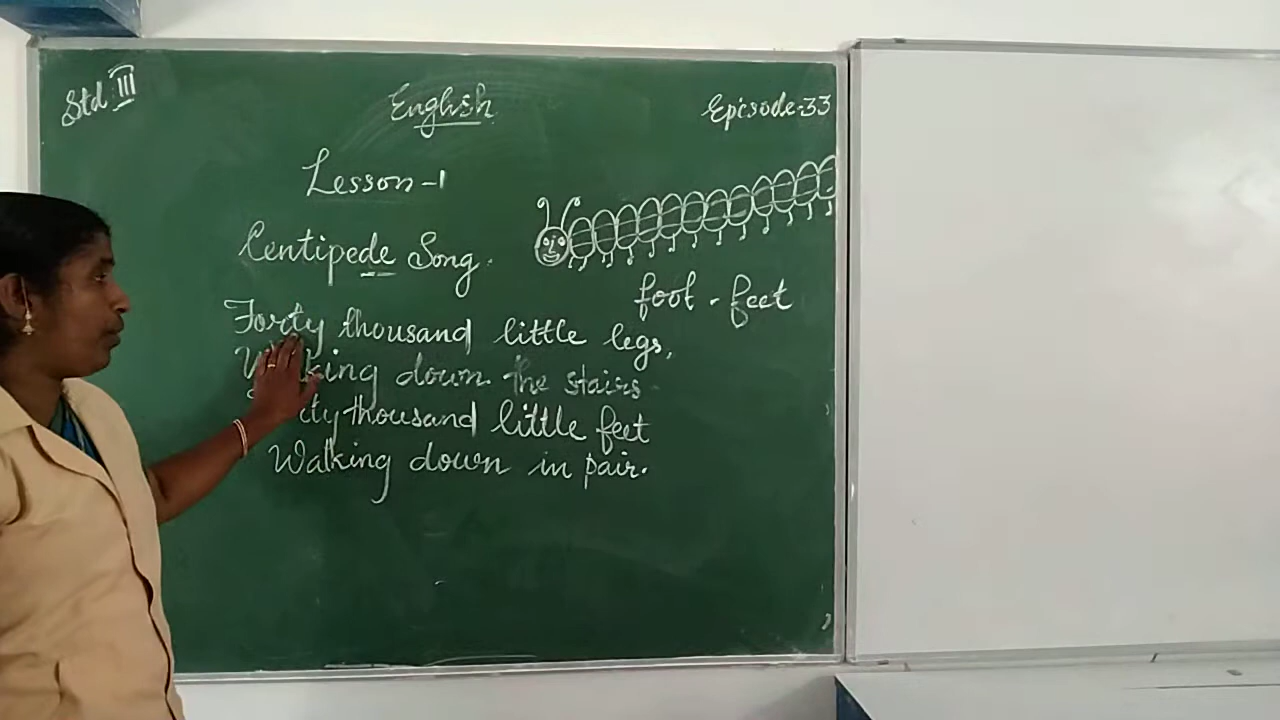 Std III
English
Episode-33
Lesson-1
Centipede Song.
foot - feet
Forty thousand little legs,
Walking down the stairs
thousand little feet
Walking down in pair.